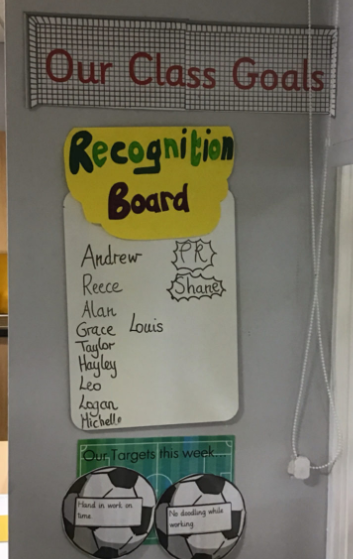 Our Class Goals
Recognition
Board
Andrew PR
Reece Shane
Alan
Grace Louis
Taylor
Hayley
Leo
Logan
Michelle
Our Targets this week...
Hand in work on
time.
No doodling while
working